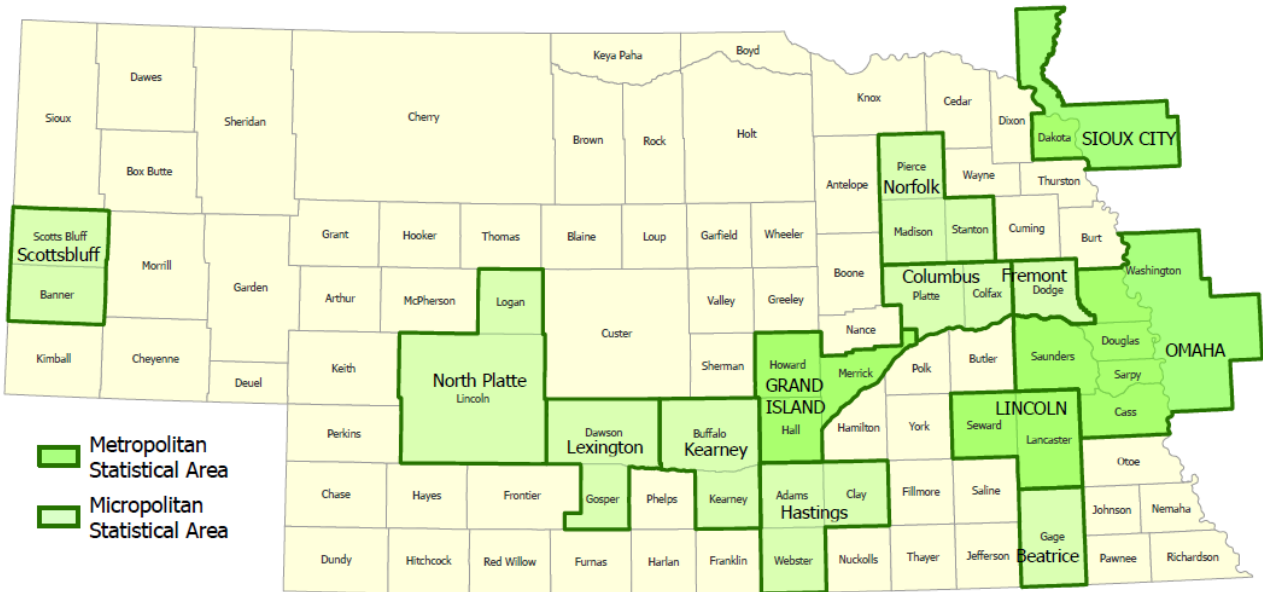 Keya Paha
Boyd
Dawes
Knox
Cedar
Dixon
Sioux
Sheridan
Cherry
Brown
Rock
Holt
Dakota
SIOUX CITY
Box Butte
Antelope
Pierce
Norfolk
Wayne
Thurston
Scotts Bluff
Scottsbluff
Grant
Hooker
Thomas
Blaine
Loup
Garfield
Wheeler
Madison
Stanton
Cuming
Burt
Morrill
Banner
Garden
Arthur
McPherson
Logan
Custer
Valley
Greeley
Boone
Columbus
Platte
Colfax
Fremont
Dodge
Washington
Nance
Kimball
Cheyenne
Deuel
Keith
North Platte
Lincoln
Sherman
Howard
GRAND
ISLAND
Hall
Merrick
Polk
Butler
Saunders
Douglas
OMAHA
Sarpy
Cass
Perkins
Dawson
Lexington
Buffalo
Kearney
Hamilton
York
Seward
LINCOLN
Lancaster
Metropolitan
Statistical Area
Otoe
Chase
Hayes
Frontier
Gosper
Phelps
Kearney
Adams
Clay
Hastings
Fillmore
Saline
Micropolitan
Statistical Area
Johnson
Nemaha
Dundy
Hitchcock
Red Willow
Furnas
Harlan
Franklin
Webster
Nuckolls
Thayer
Jefferson
Gage
Beatrice
Pawnee
Richardson